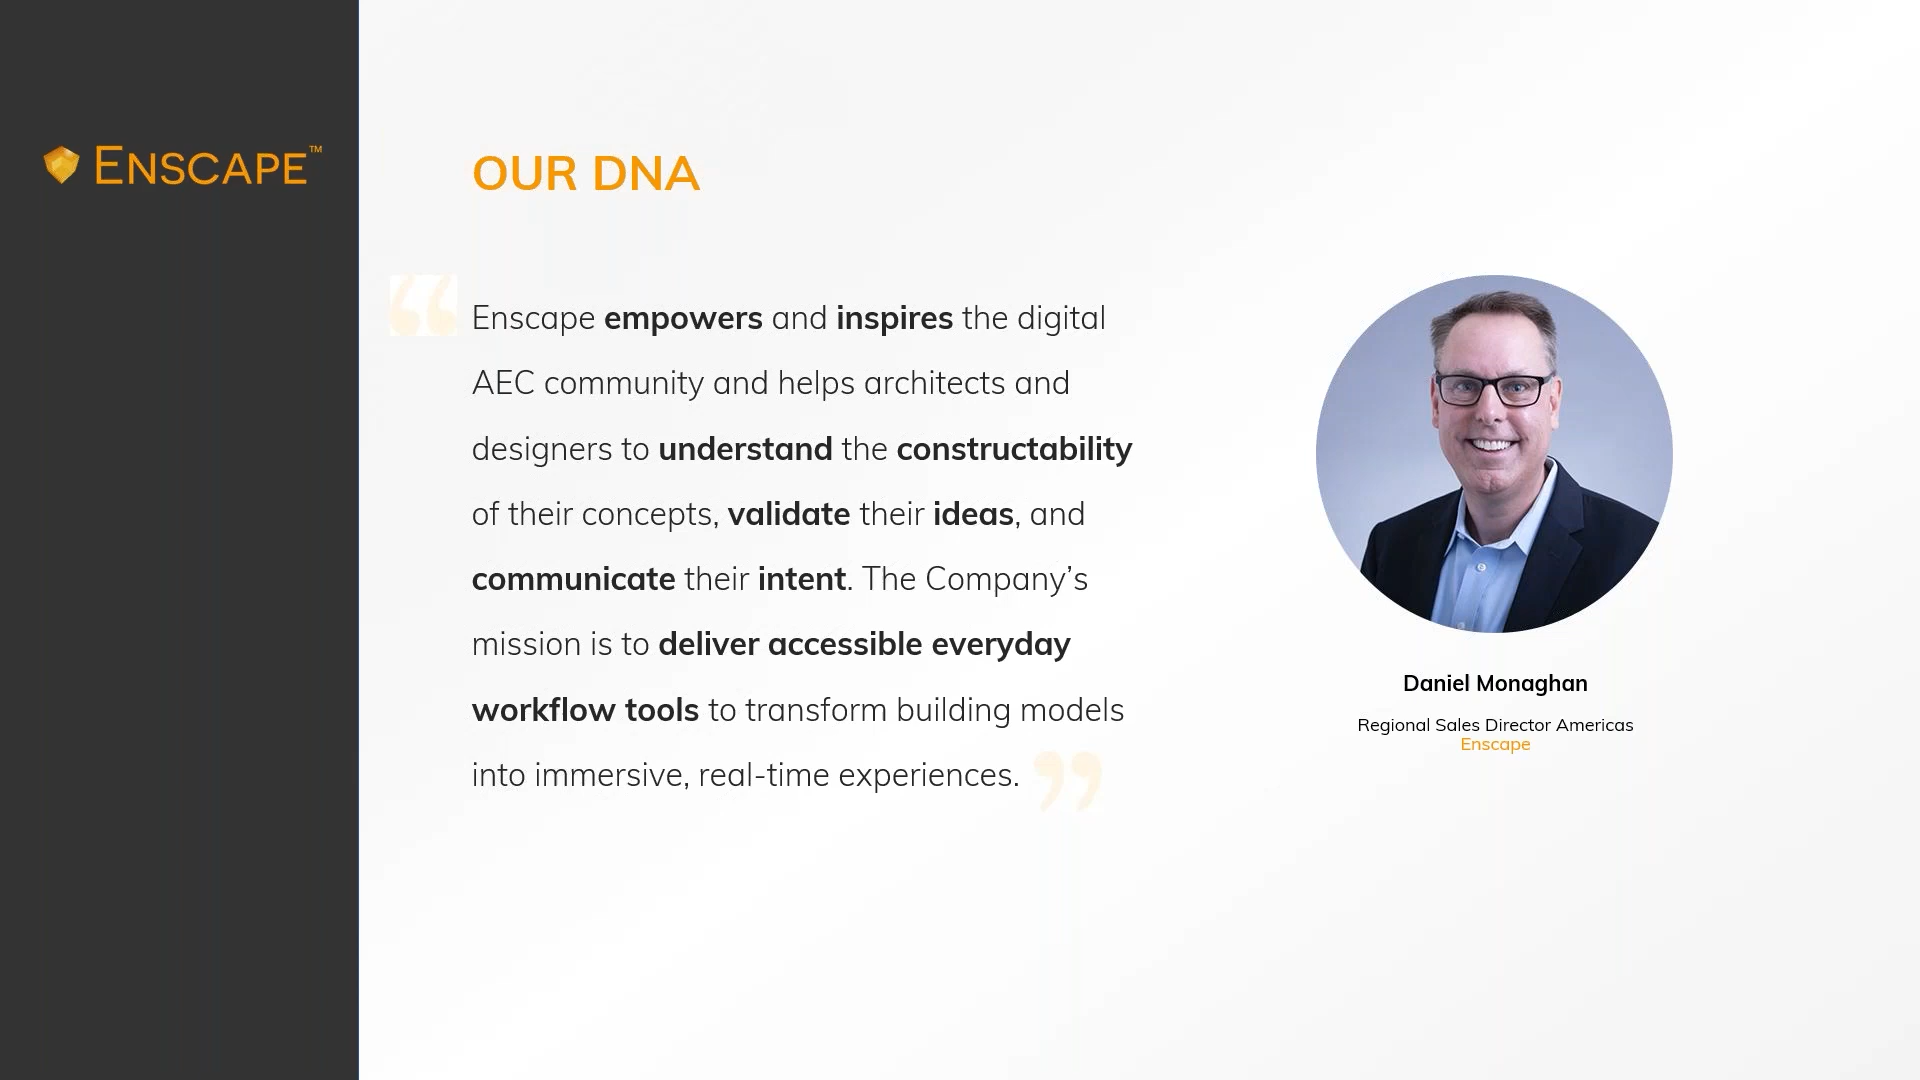 ENSCAPE™
OUR DNA
“
Enscape empowers and inspires the digital
AEC community and helps architects and
designers to understand the constructability
of their concepts, validate their ideas, and
communicate their intent. The Company’s
mission is to deliver accessible everyday
workflow tools to transform building models
into immersive, real-time experiences. ”
Daniel Monaghan
Regional Sales Director Americas
Enscape